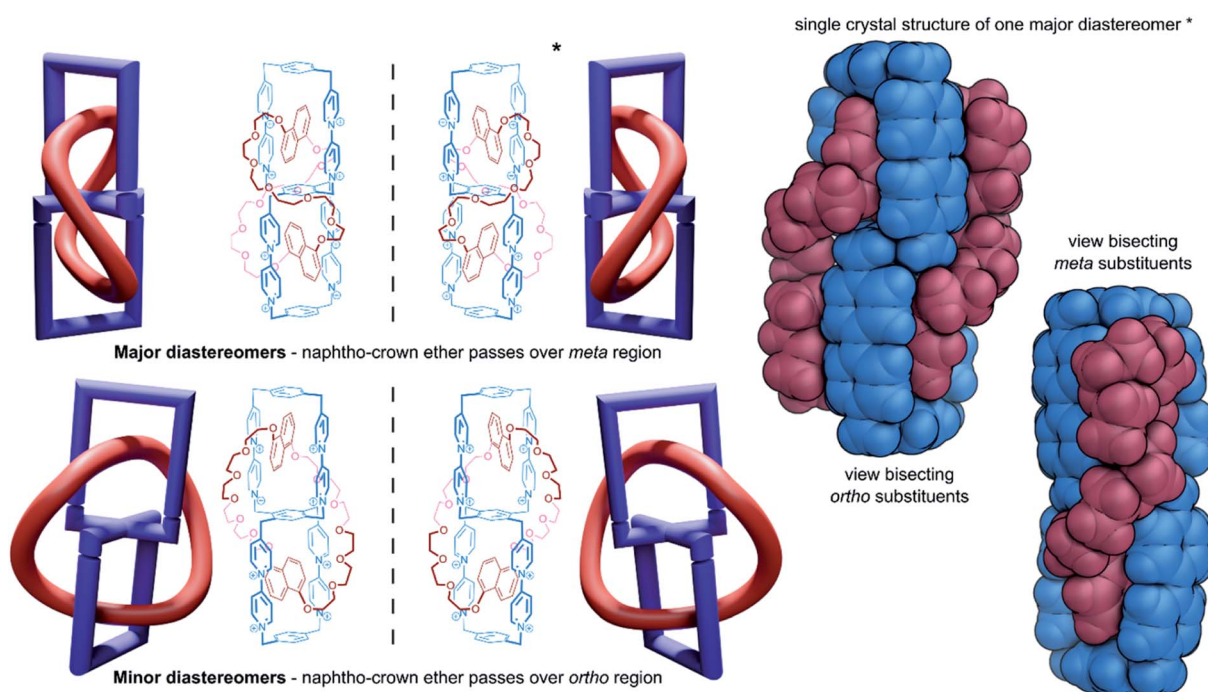 single crystal structure of one major diastereomer *
*
Major diastereomers - naphtho-crown ether passes over meta region
view bisecting
meta substituents
view bisecting
ortho substituents
Minor diastereomers - naphtho-crown ether passes over ortho region